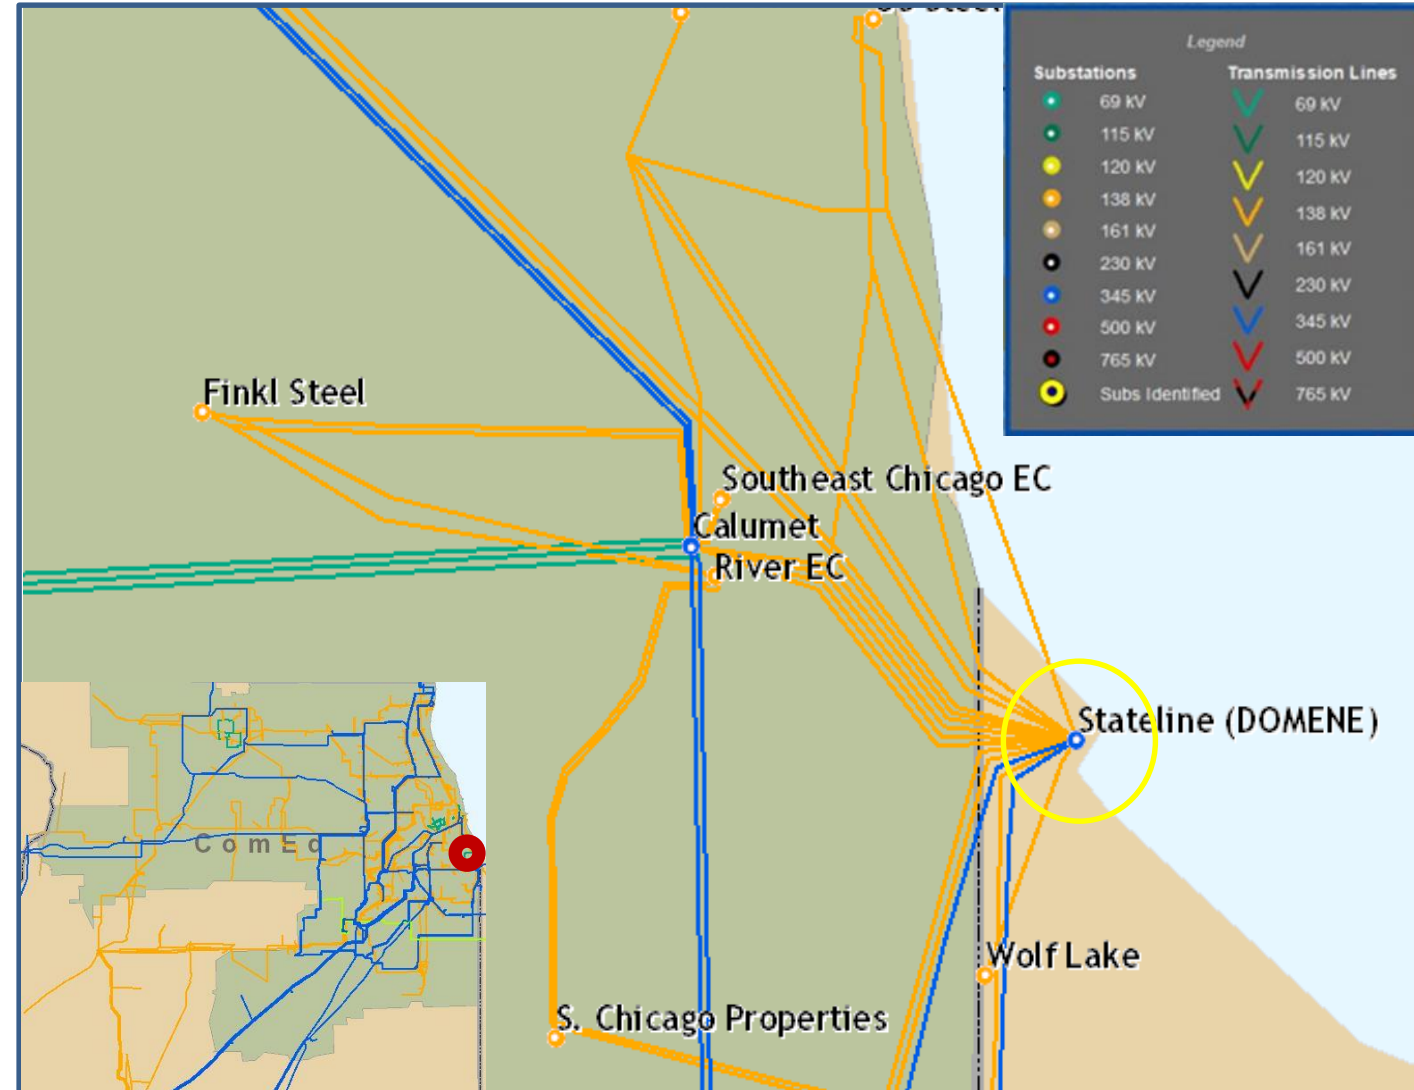 Legend
Substations Transmission Lines
69 kV 69 kV
115 kV 115 kV
120 kV 120 kV
138 kV 138 kV
161 kV 161 kV
230 kV 230 kV
345 kV 345 kV
500 kV 500 kV
765 kV 765 kV
Subs Identified
Finkl Steel
Southeast Chicago EC
Calumet
River EC
Stateline (DOMENE)
ComEd
Wolf Lake
S. Chicago Properties